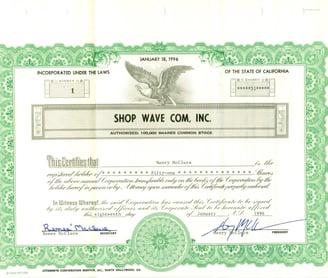 JANUARY 18, 1996
INCORPORATED UNDER THE LAWS OF THE STATE OF CALIFORNIA
1
SHOP WAVE COM, INC.
AUTHORIZED: 100,000 SHARES COMMON STOCK
This Certifies that Nancy McClure is the
registered holder of Shares
of the above named Corporation transferable only on the books of the Corporation by the
holder hereof in person or by Attorney upon surrender of this Certificate properly endorsed.
In Witness Whereof, the said Corporation has caused this Certificate to be signed
by its duly authorized officers and its Corporate Seal to be hereunto affixed
this eighteenth day of January A.D. 1996
PRESIDENT